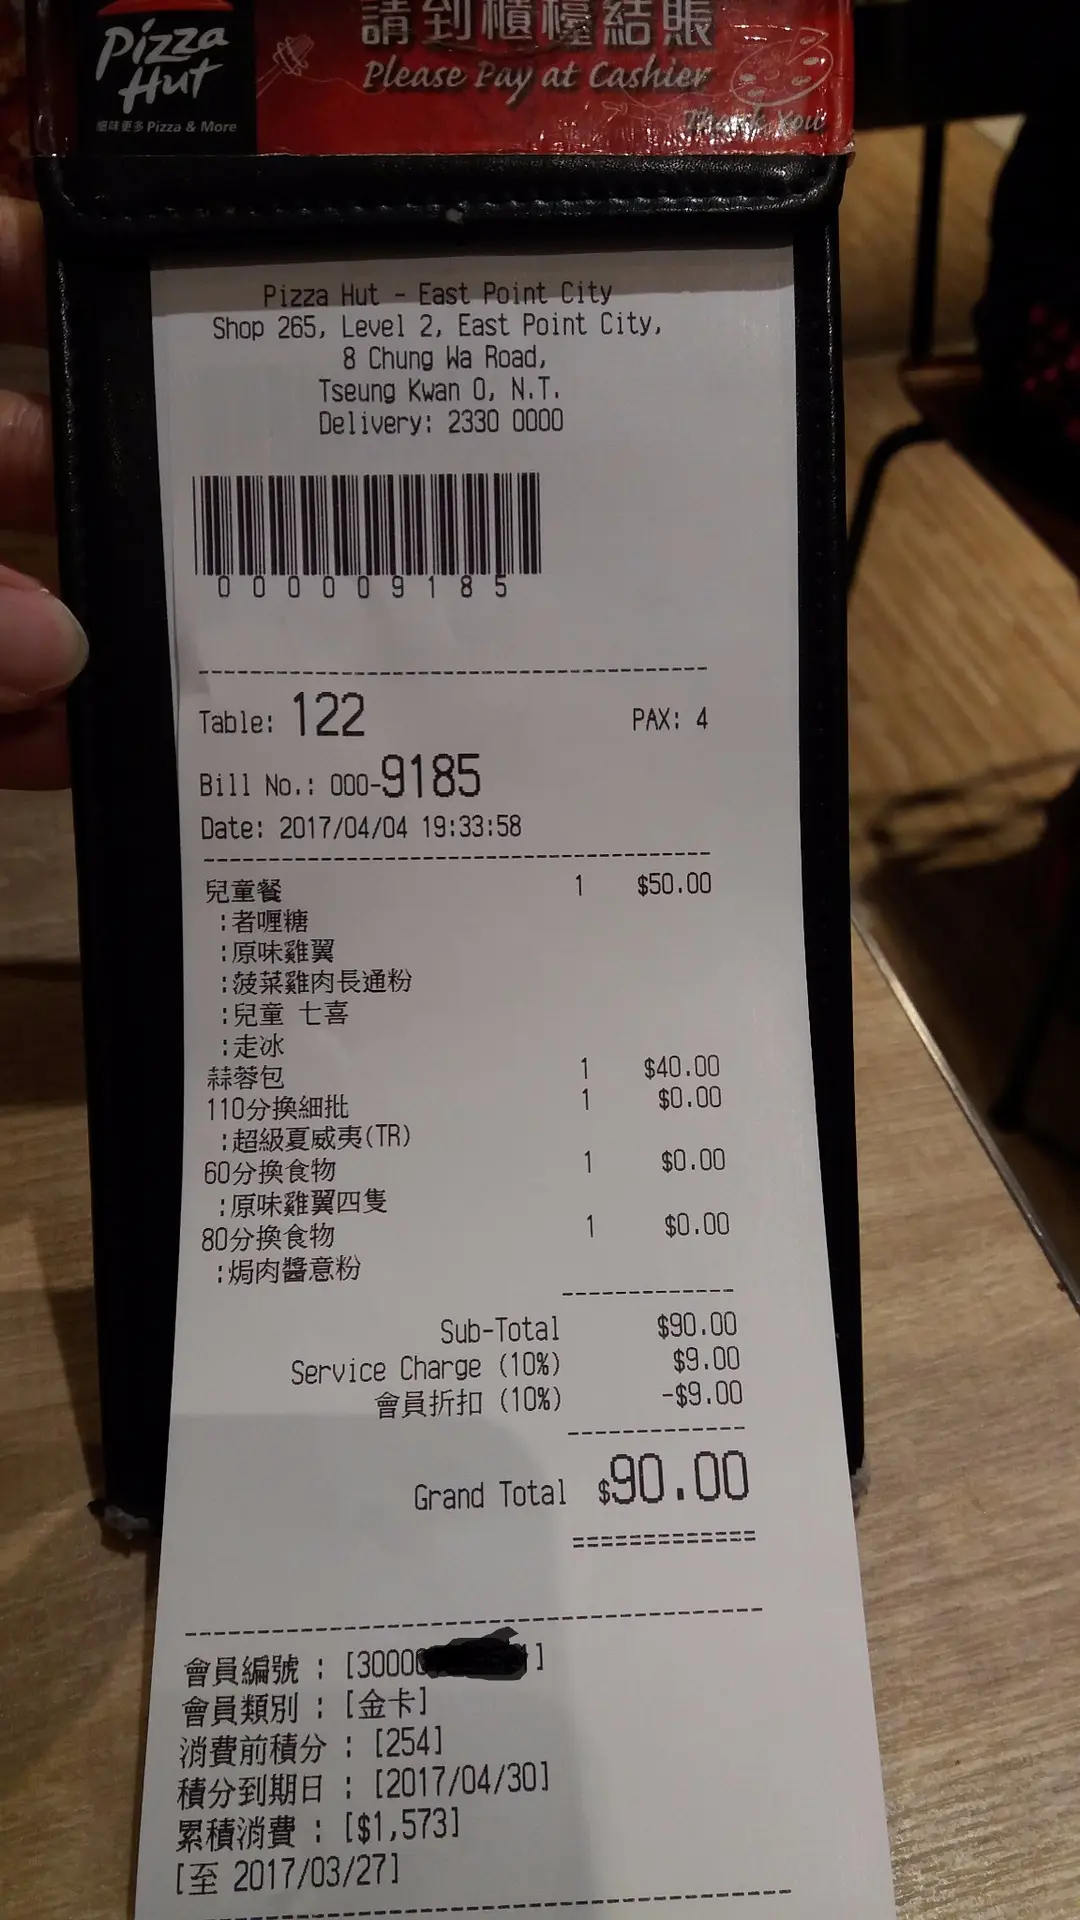 請到櫃檯結賬
Pizza Hut
Please Pay at Cashier
Thank You
細味更多 Pizza & More
Pizza Hut - East Point City
Shop 265, Level 2, East Point City,
8 Chung Wa Road,
Tseung Kwan O, N.T.
Delivery: 2330 0000
000009185
Table: 122 PAX: 4
Bill No.: 000-9185
Date: 2017/04/04 19:33:58
兒童餐 1 $50.00
:者喱糖
:原味雞翼
:菠菜雞肉長通粉
:兒童 七喜
:走冰
蒜蓉包 1 $40.00
110分換細批 1 $0.00
:超級夏威夷(TR)
60分換食物 1 $0.00
:原味雞翼四隻
80分換食物 1 $0.00
:焗肉醬意粉
Sub-Total $90.00
Service Charge (10%) $9.00
會員折扣 (10%) -$9.00
Grand Total $90.00
會員編號 : [3000 ]
會員類別 : [金卡]
消費前積分 : [254]
積分到期日 : [2017/04/30]
累積消費 : [$1,573]
[至 2017/03/27]